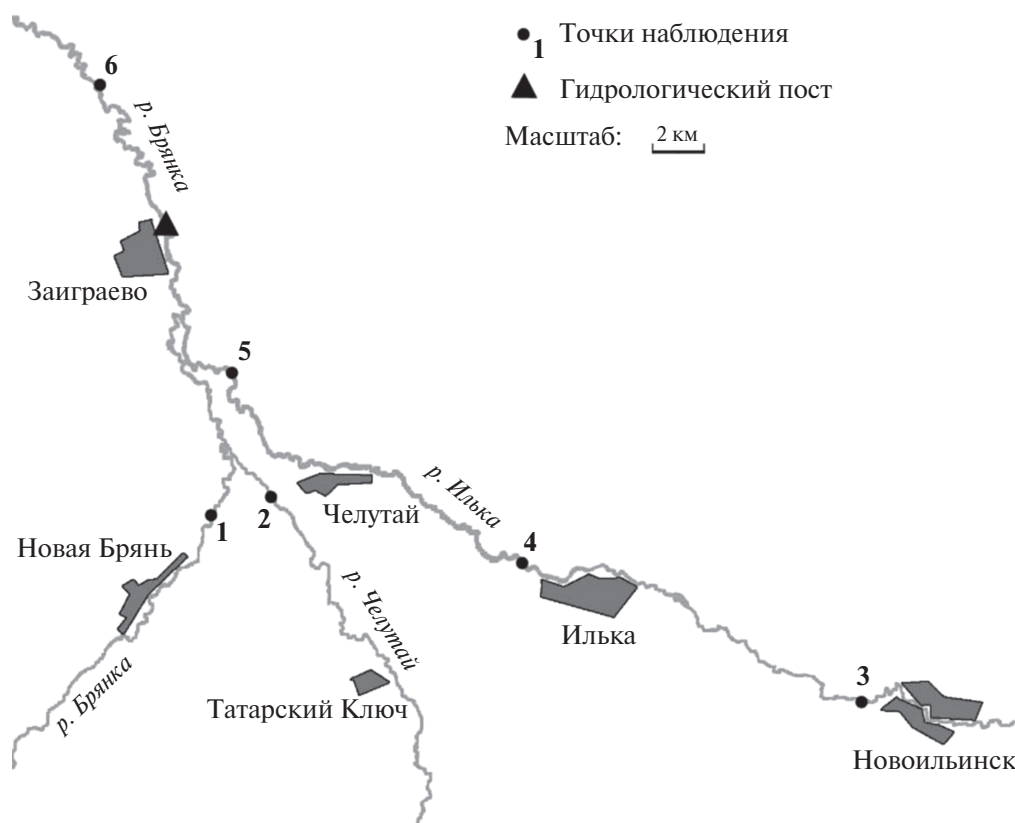 Точки наблюдения
1
Гидрологический пост
Масштаб: 2 км
6
р. Брянка
Заиграево
5
р. Илька
Челутай
1
2
4
Новая Брянь
р. Челутай
Илька
р. Брянка
Татарский Ключ
3
Новоильинск